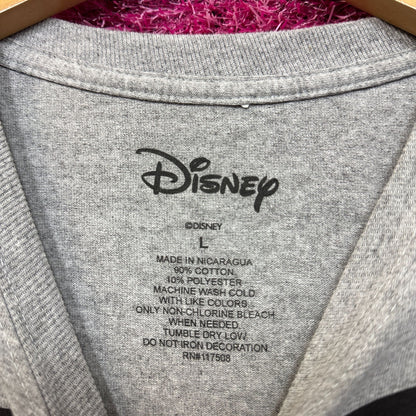 Disney
©DISNEY
L
MADE IN NICARAGUA
90% COTTON
10% POLYESTER
MACHINE WASH COLD
WITH LIKE COLORS.
ONLY NON-CHLORINE BLEACH
WHEN NEEDED.
TUMBLE DRY LOW.
DO NOT IRON DECORATION.
RN#117508